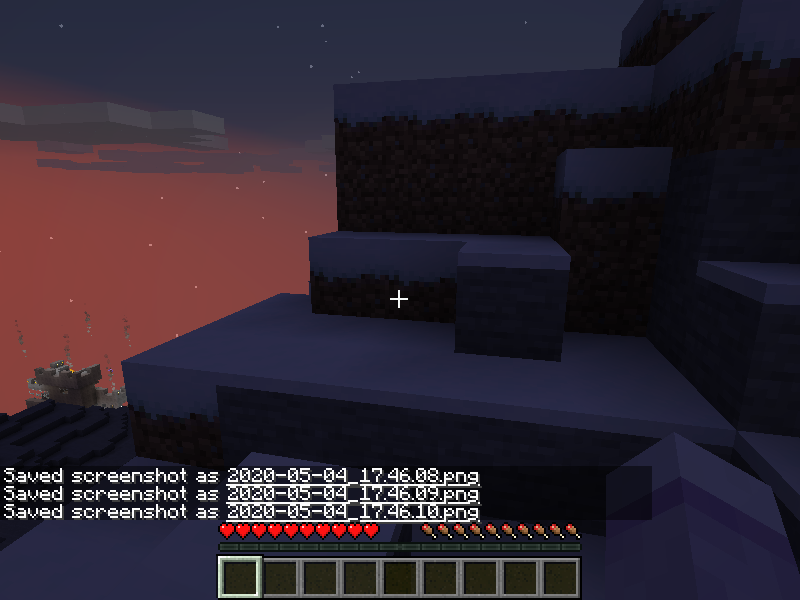 Saved screenshot as 2020-05-04_17.46.08.png
Saved screenshot as 2020-05-04_17.46.09.png
Saved screenshot as 2020-05-04_17.46.10.png